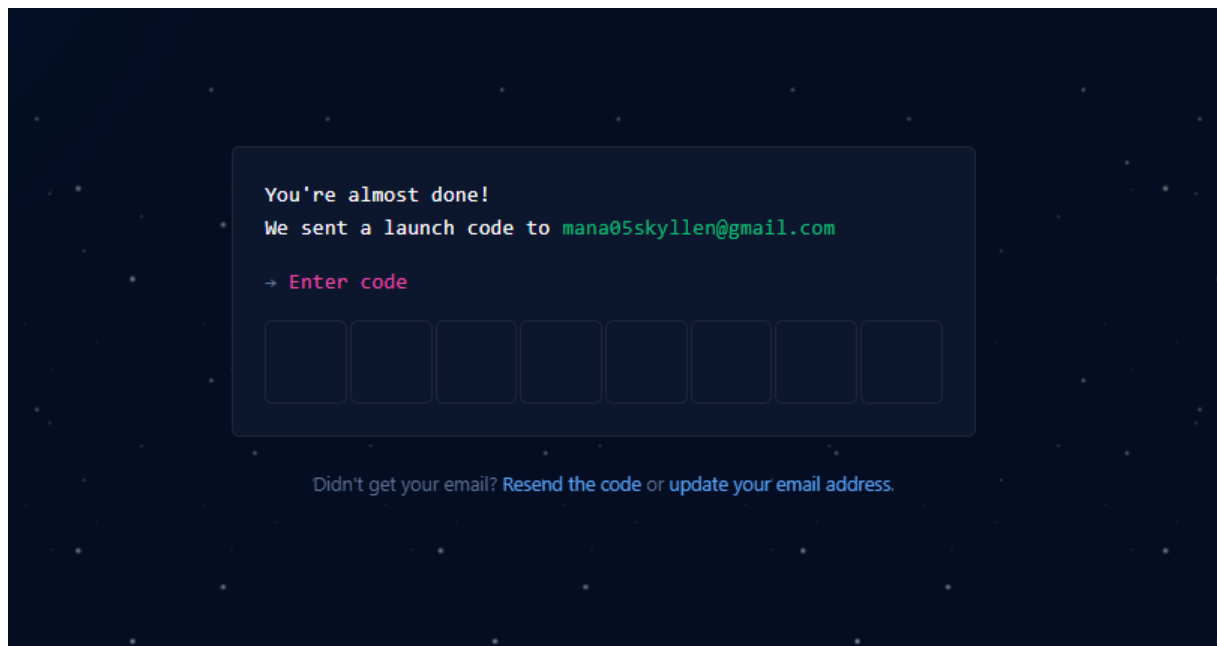 You're almost done!
We sent a launch code to mana05skyllen@gmail.com
→ Enter code
Didn't get your email? Resend the code or update your email address.